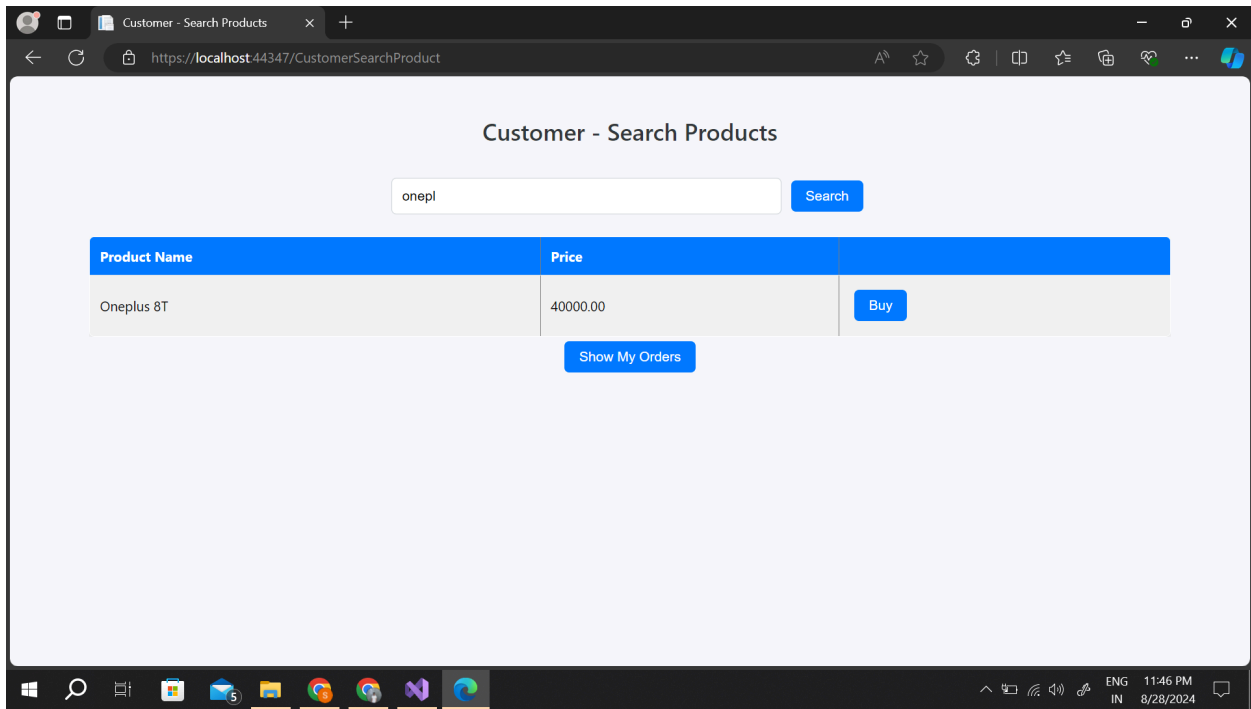 Customer - Search Products
https://localhost:44347/CustomerSearchProduct
Customer - Search Products
onepl
Search
Product Name Price
Oneplus 8T 40000.00 Buy
Show My Orders
5
ENG 11:46 PM
IN 8/28/2024